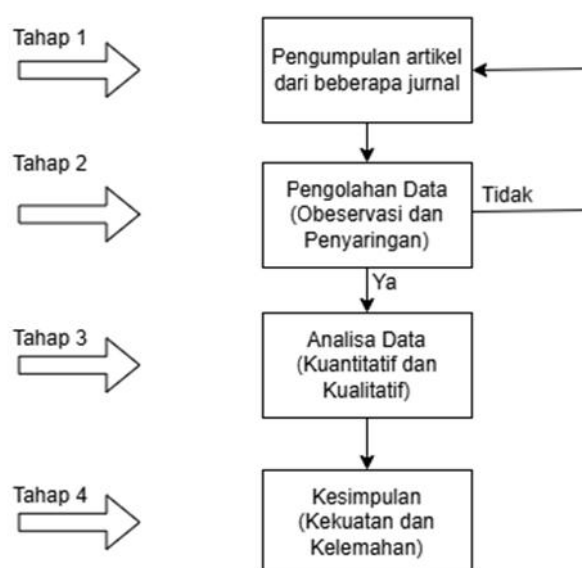 Tahap 1
Pengumpulan artikel
dari beberapa jurnal
Tahap 2
Pengolahan Data
(Obeservasi dan
Penyaringan)
Tidak
Ya
Tahap 3
Analisa Data
(Kuantitatif dan
Kualitatif)
Tahap 4
Kesimpulan
(Kekuatan dan
Kelemahan)